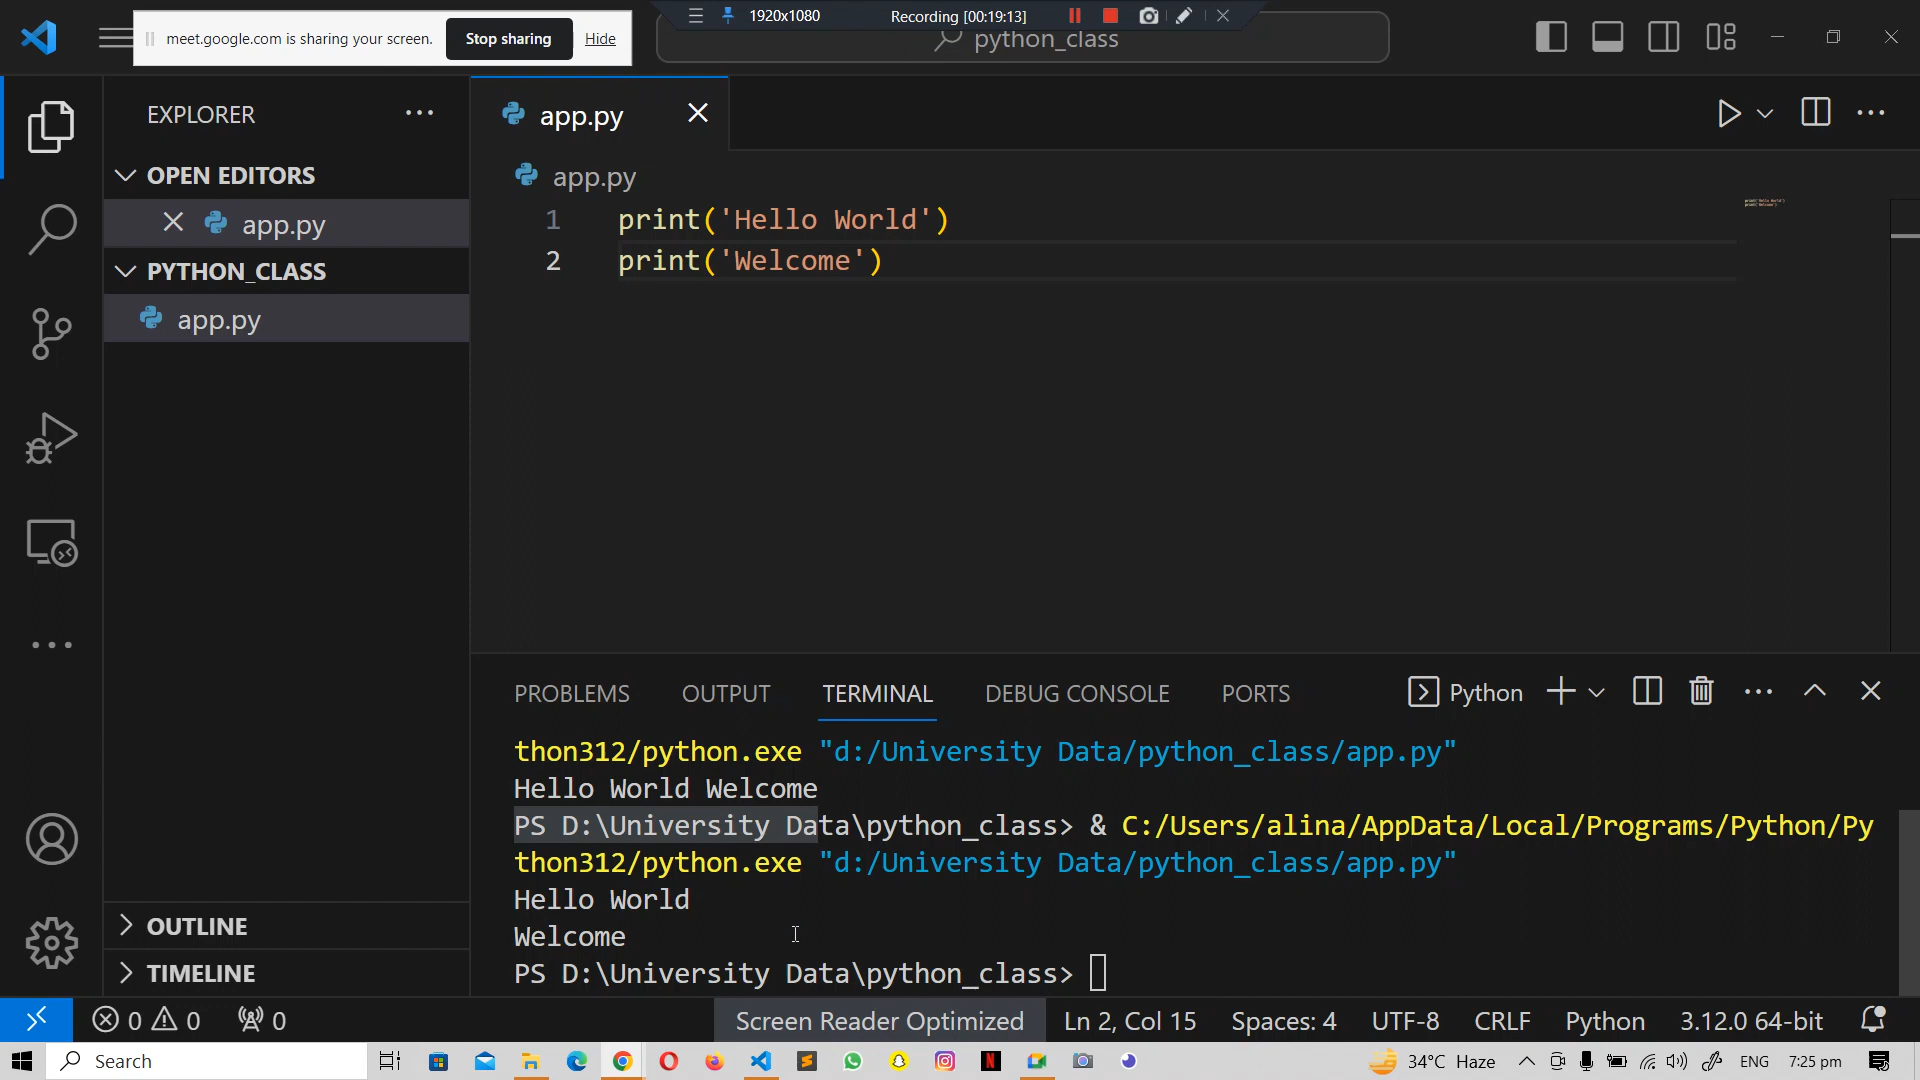 1920x1080 Recording [00:19:13]
meet.google.com is sharing your screen. Stop sharing Hide
python_class
EXPLORER
OPEN EDITORS
app.py
PYTHON_CLASS
app.py
OUTLINE
TIMELINE
app.py
app.py
1 print('Hello World')
2 print('Welcome')
PROBLEMS OUTPUT TERMINAL DEBUG CONSOLE PORTS Python
thon312/python.exe "d:/University Data/python_class/app.py"
Hello World Welcome
PS D:\University Data\python_class> & C:/Users/alina/AppData/Local/Programs/Python/Py
thon312/python.exe "d:/University Data/python_class/app.py"
Hello World
Welcome
PS D:\University Data\python_class>
0 0 0 Screen Reader Optimized Ln 2, Col 15 Spaces: 4 UTF-8 CRLF Python 3.12.0 64-bit
Search 34°C Haze ENG 7:25 pm